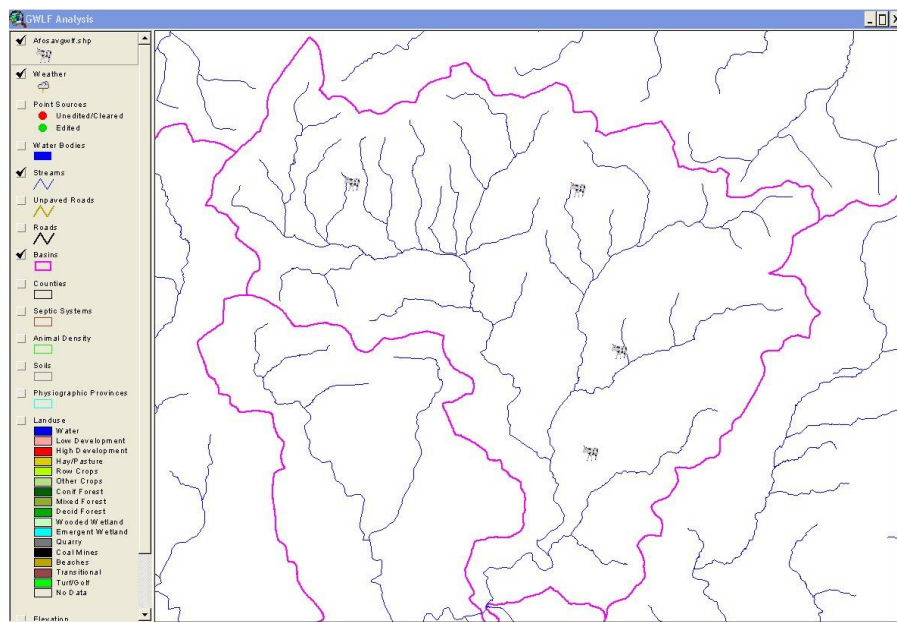 GWLF Analysis
Afosavgwlf.shp
Weather
Point Sources
Unedited/Cleared
Edited
Water Bodies
Streams
Unpaved Roads
Roads
Basins
Counties
Septic Systems
Animal Density
Soils
Physiographic Provinces
Landuse
Water
Low Development
High Development
Hay/Pasture
Row Crops
Other Crops
Conif Forest
Mixed Forest
Decid Forest
Wooded Wetland
Emergent Wetland
Quarry
Coal Mines
Beaches
Transitional
Turf/Golf
No Data
Elevation